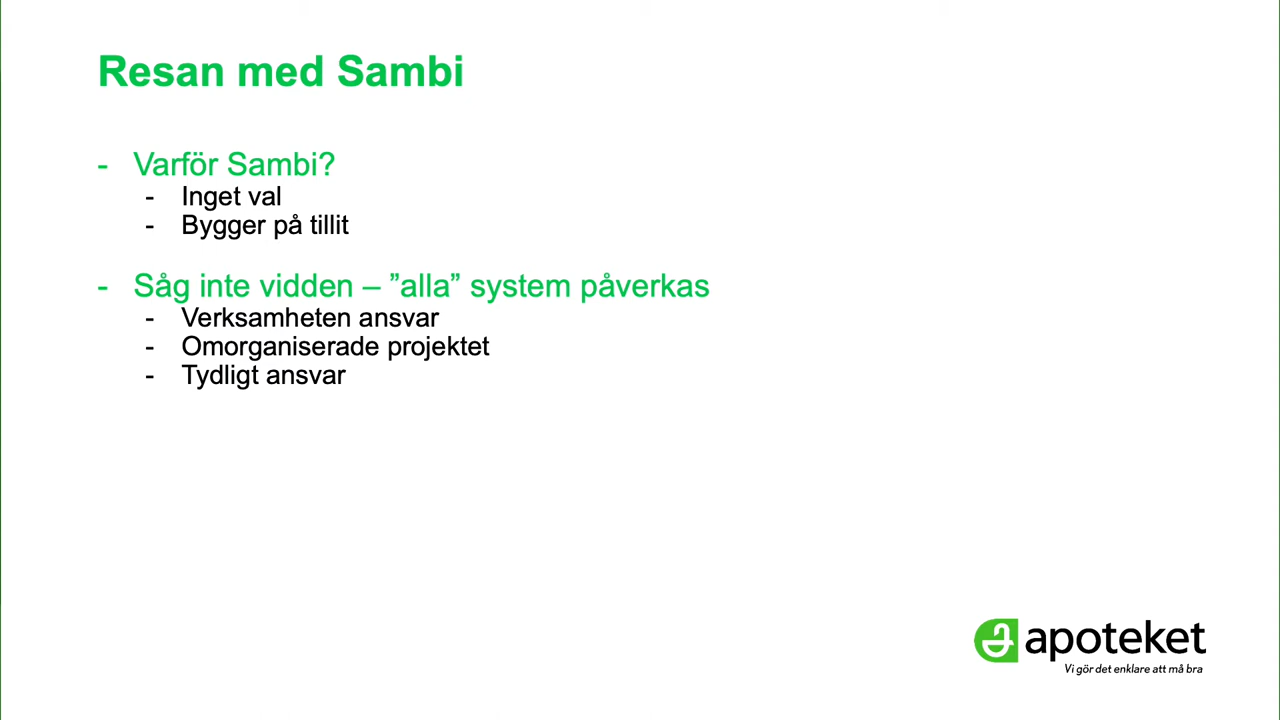 Resan med Sambi
- Varför Sambi?
- Inget val
- Bygger på tillit
- Såg inte vidden – ”alla” system påverkas
- Verksamheten ansvar
- Omorganiserade projektet
- Tydligt ansvar
apoteket
Vi gör det enklare att må bra